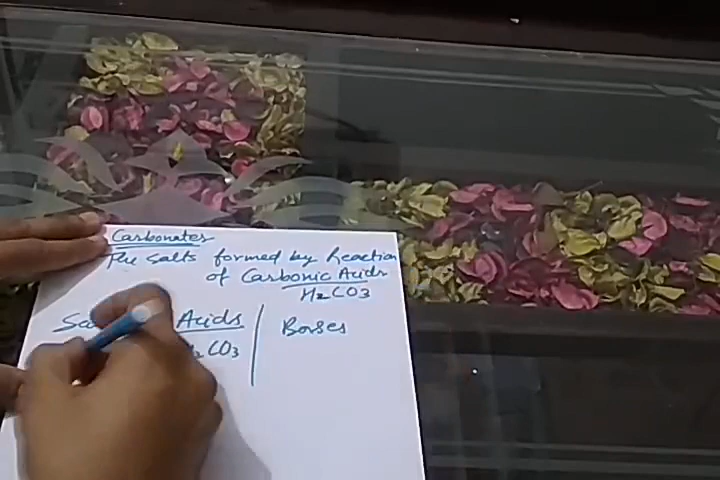 Carbonates
The salts formed by Reaction
of Carbonic Acids
H₂CO₃
Acids | Bases
CO₃